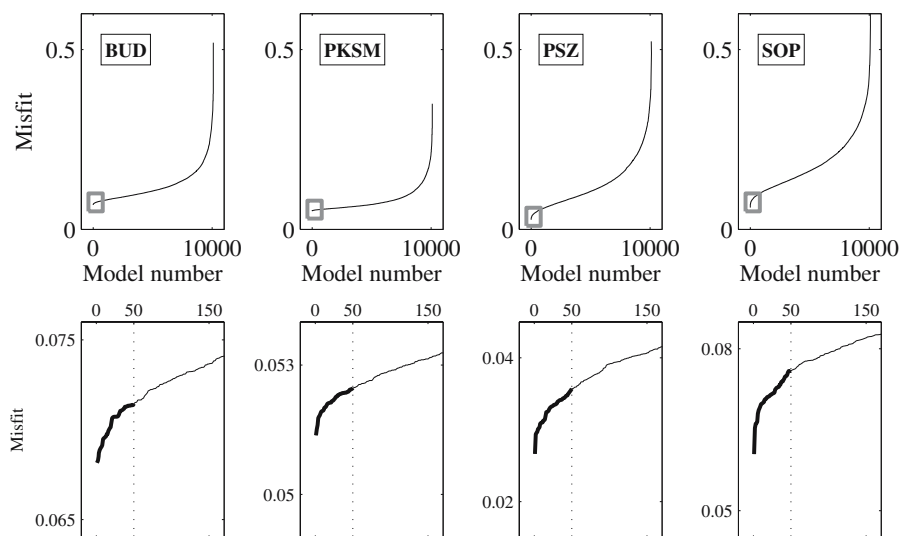 0.5 0.5 0.5 0.5
BUD PKSM PSZ SOP
Misfit
0 0 0 0
0 10000 0 10000 0 10000 0 10000
Model number Model number Model number Model number
0 50 150 0 50 150 0 50 150 0 50 150
0.075 0.053 0.04 0.08
Misfit
0.065 0.05 0.02 0.05